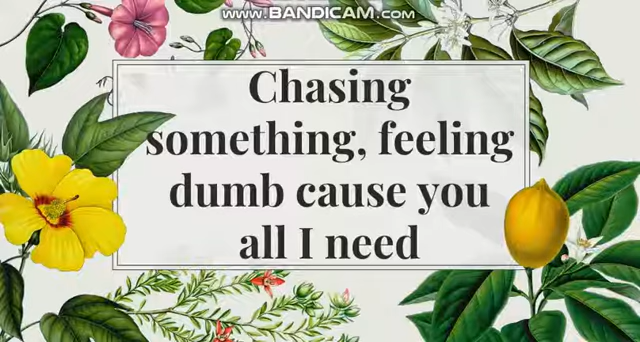 www.BANDICAM.com
Chasing
something, feeling
dumb cause you
all I need